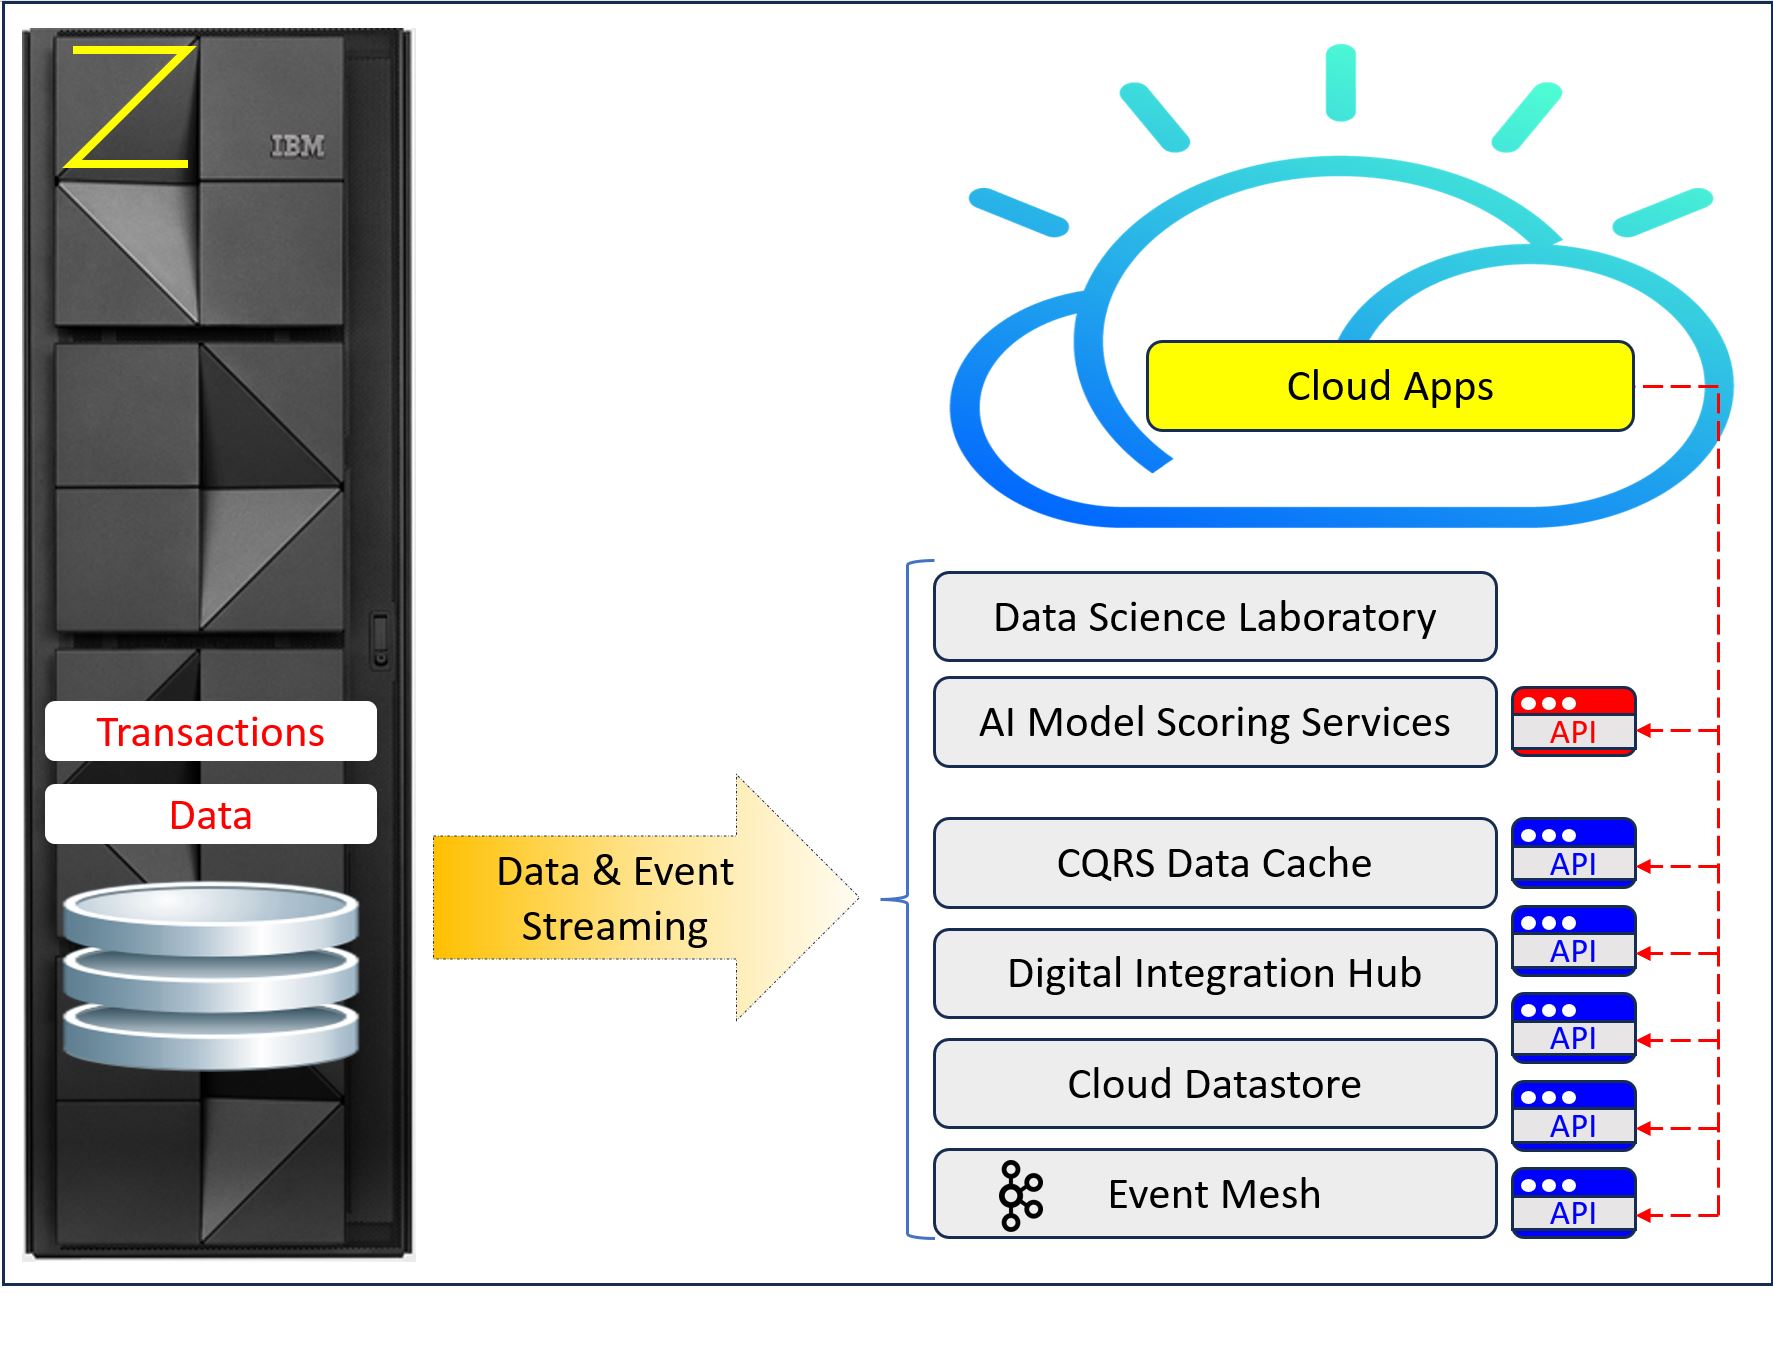 Z
IBM
Transactions
Data
Data & Event
Streaming
Cloud Apps
Data Science Laboratory
AI Model Scoring Services
API
CQRS Data Cache
API
Digital Integration Hub
API
API
Cloud Datastore
API
Event Mesh
API